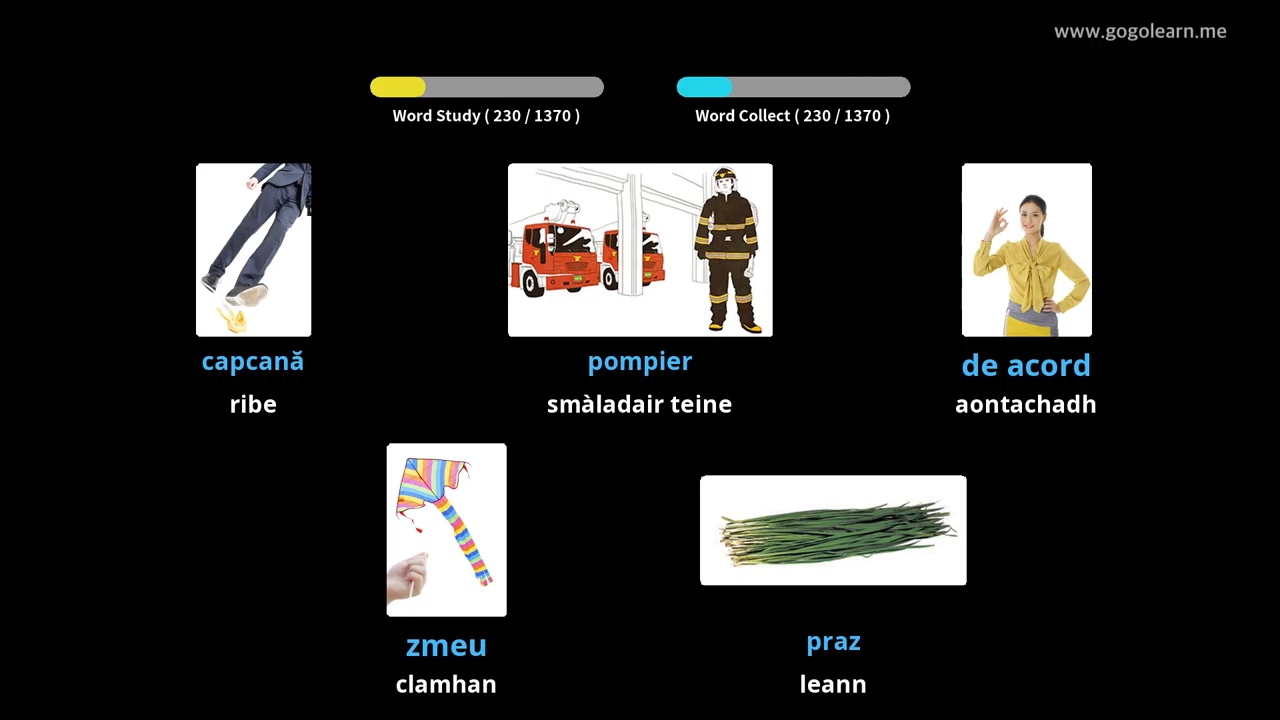 www.gogolearn.me
Word Study ( 230 / 1370 )
Word Collect ( 230 / 1370 )
capcană
pompier
de acord
ribe
smàladair teine
aontachadh
zmeu
praz
clamhan
leann